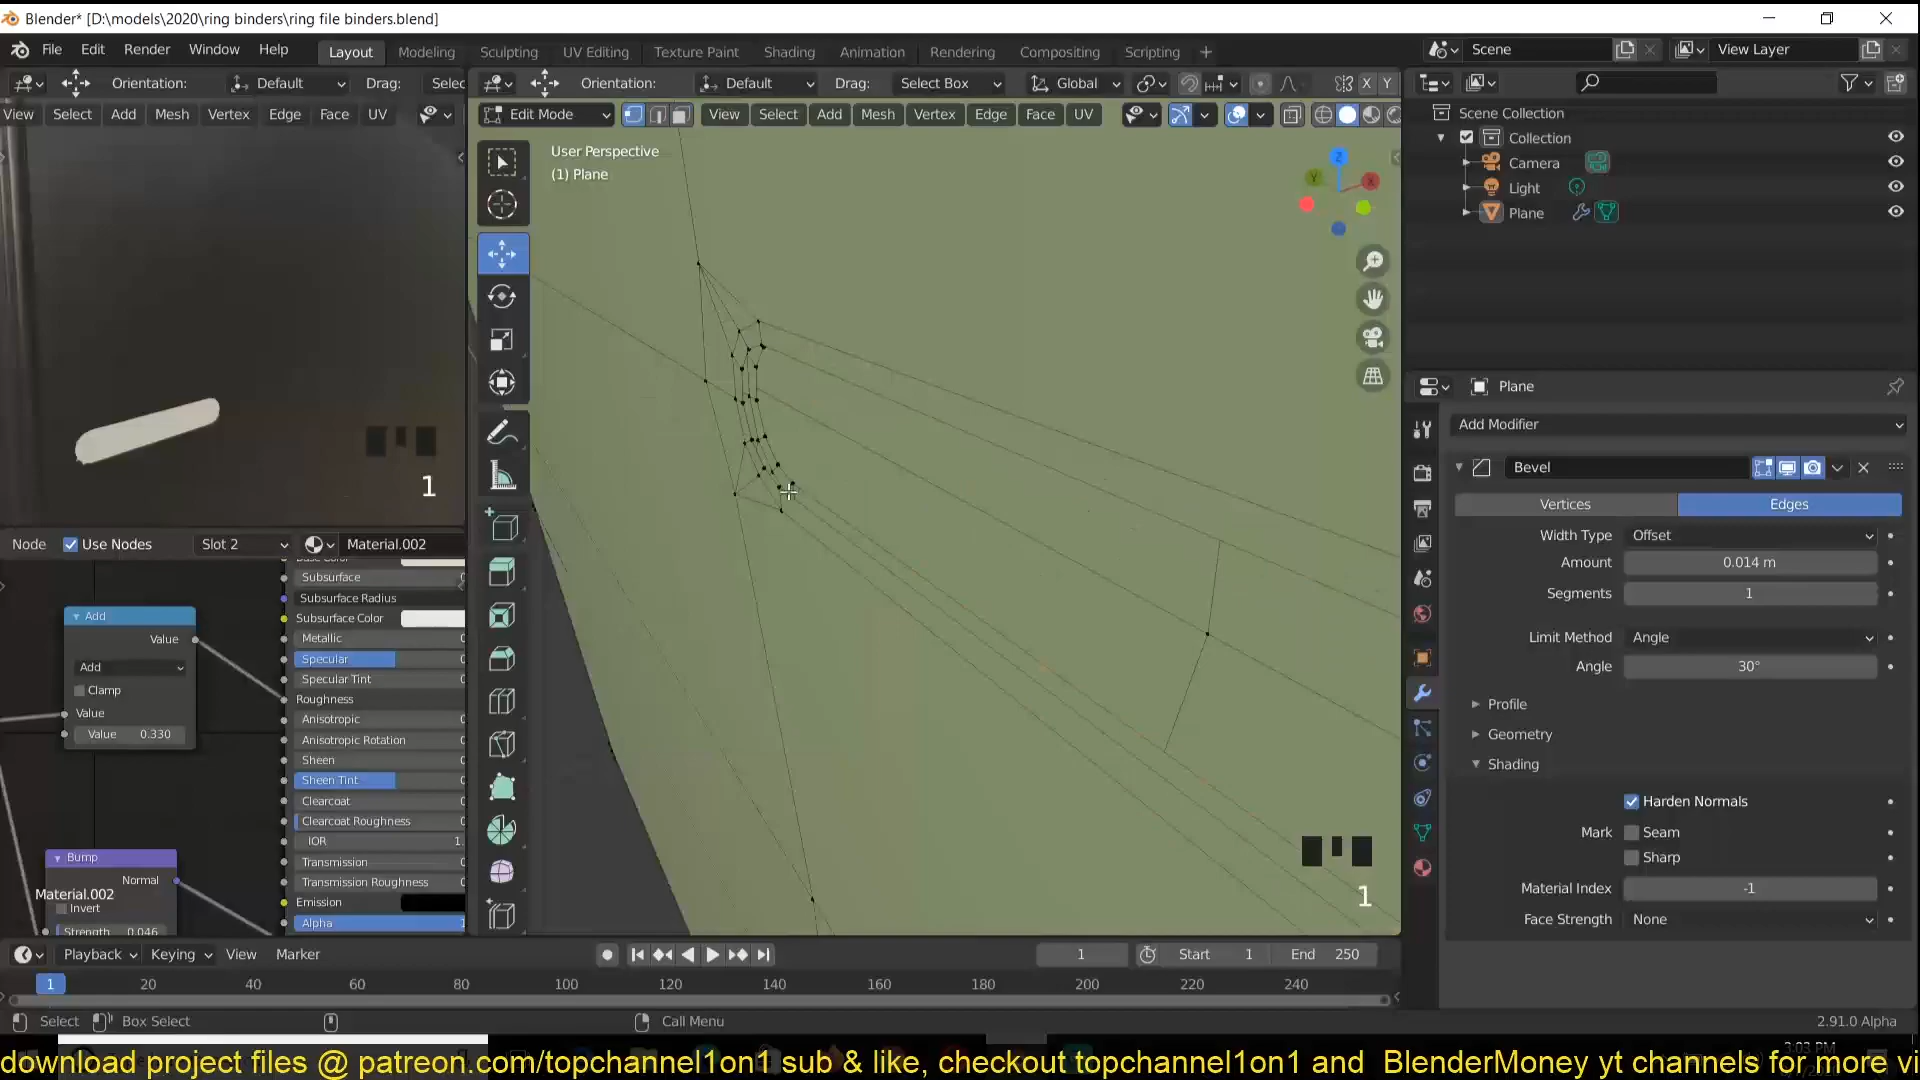 Blender* [D:\models\2020\ring binders\ring file binders.blend]
File Edit Render Window Help Layout Modeling Sculpting UV Editing Texture Paint Shading Animation Rendering Compositing Scripting + Scene View Layer
Orientation: Default Drag: Selec Orientation: Default Drag: Select Box Global X Y
View Select Add Mesh Vertex Edge Face UV Edit Mode View Select Add Mesh Vertex Edge Face UV
User Perspective
(1) Plane
Z
Y
X
Scene Collection
Collection
Camera
Light
Plane
Plane
Add Modifier
Bevel
Vertices Edges
Width Type Offset
Amount 0.014 m
Segments 1
Limit Method Angle
Angle 30°
Profile
Geometry
Shading
Harden Normals
Mark Seam
Sharp
Material Index -1
Face Strength None
1
1
Node Use Nodes Slot 2 Material.002
Subsurface
Subsurface Radius
Subsurface Color
Metallic
Specular
Specular Tint
Roughness
Anisotropic
Anisotropic Rotation
Sheen
Sheen Tint
Clearcoat
Clearcoat Roughness
IOR 1.
Transmission
Transmission Roughness
Emission
Alpha
Add
Value
Add
Clamp
Value
Value 0.330
Bump
Normal
Material.002
Invert
Strength 0.046
Playback Keying View Marker 1 Start 1 End 250
1 20 40 60 80 100 120 140 160 180 200 220 240
Select Box Select Call Menu 2.91.0 Alpha
download project files @ patreon.com/topchannel1on1 sub & like, checkout topchannel1on1 and BlenderMoney yt channels for more vi